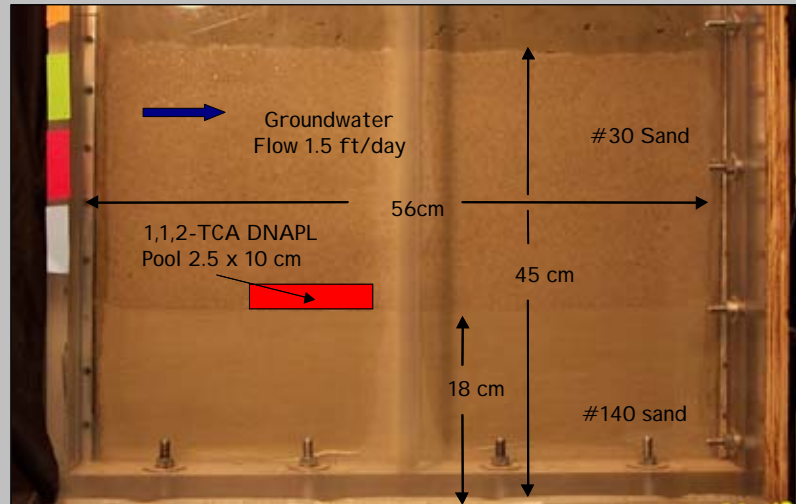 Groundwater
Flow 1.5 ft/day
#30 Sand
56cm
1,1,2-TCA DNAPL
Pool 2.5 x 10 cm
45 cm
18 cm
#140 sand